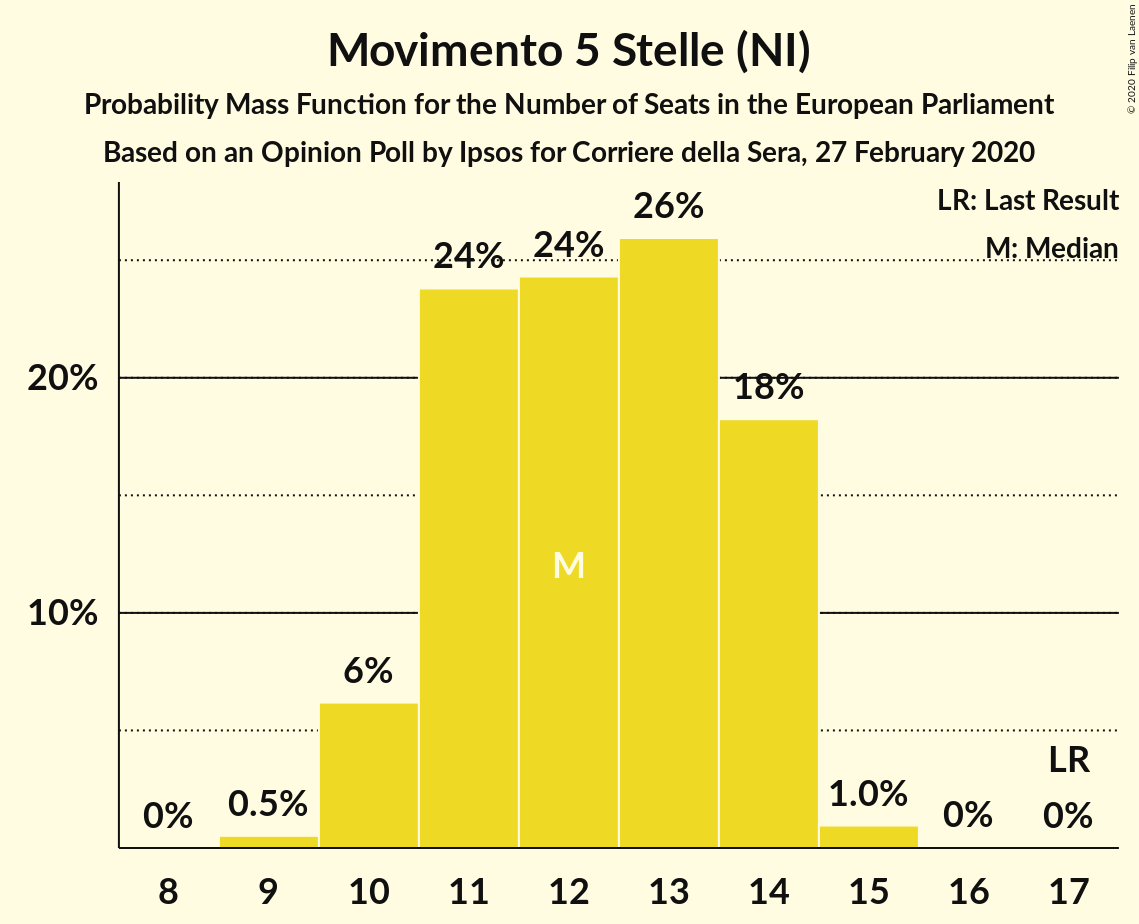 Movimento 5 Stelle (NI)
Probability Mass Function for the Number of Seats in the European Parliament
Based on an Opinion Poll by Ipsos for Corriere della Sera, 27 February 2020
© 2020 Filip van Laenen
LR: Last Result
M: Median
26%
24%
24%
20%
18%
M
10%
6%
LR
1.0%
0.5%
0%
0%
0%
8 9 10 11 12 13 14 15 16 17